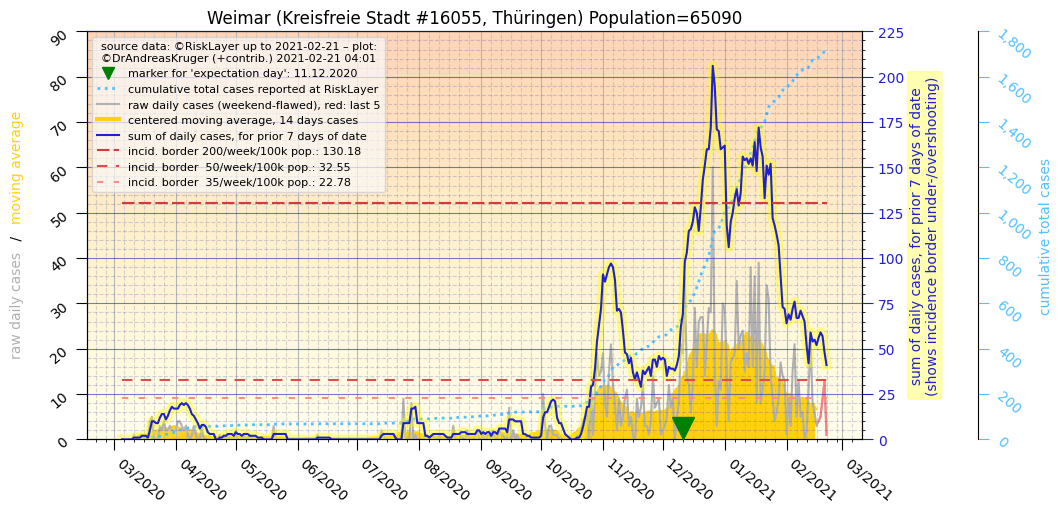 Weimar (Kreisfreie Stadt #16055, Thüringen) Population=65090
source data: ©RiskLayer up to 2021-02-21 – plot:
©DrAndreasKruger (+contrib.) 2021-02-21 04:01
marker for 'expectation day': 11.12.2020
cumulative total cases reported at RiskLayer
raw daily cases (weekend-flawed), red: last 5
centered moving average, 14 days cases
sum of daily cases, for prior 7 days of date
incid. border 200/week/100k pop.: 130.18
incid. border  50/week/100k pop.: 32.55
incid. border  35/week/100k pop.: 22.78
raw daily cases / moving average
90
80
70
60
50
40
30
20
10
0
225
200
175
150
125
100
75
50
25
0
sum of daily cases, for prior 7 days of date
(shows incidence border under-/overshooting)
1,800
1,600
1,400
1,200
1,000
800
600
400
200
0
cumulative total cases
03/2020
04/2020
05/2020
06/2020
07/2020
08/2020
09/2020
10/2020
11/2020
12/2020
01/2021
02/2021
03/2021